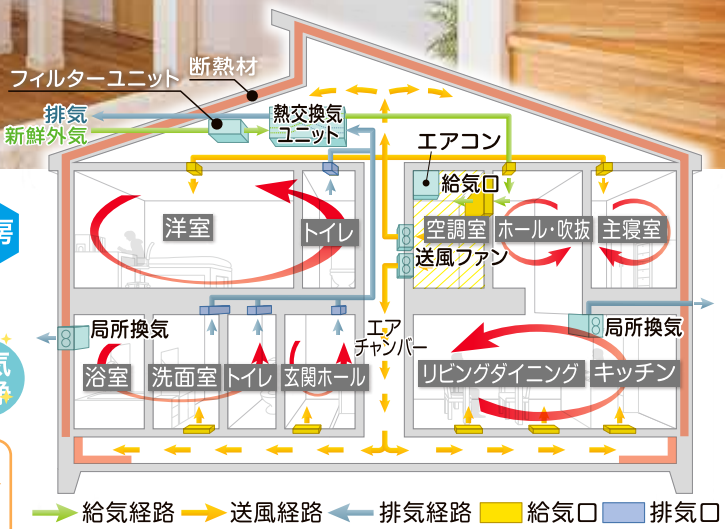 フィルターユニット
断熱材
排気
新鮮外気
熱交換気
ユニット
エアコン
給気口
洋室
トイレ
空調室
ホール・吹抜
主寝室
送風ファン
房
局所換気
エア
チャンバー
局所換気
気
浄
浴室
洗面室
トイレ
玄関ホール
リビングダイニング
キッチン
給気経路
送風経路
排気経路
給気口
排気口